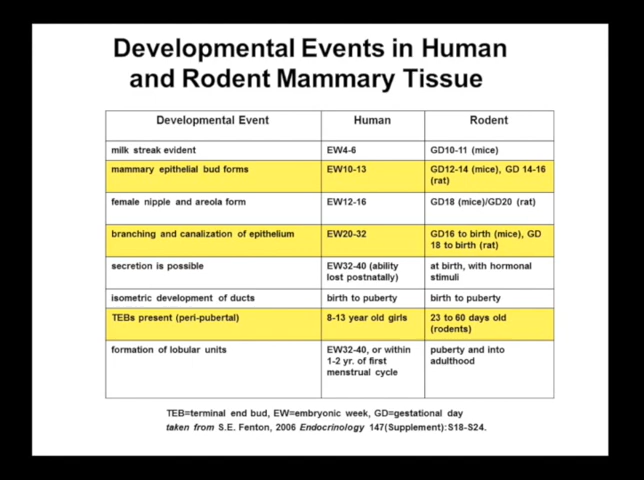 Developmental Events in Human
and Rodent Mammary Tissue
Developmental Event Human Rodent
milk streak evident EW4-6 GD10-11 (mice)
mammary epithelial bud forms EW10-13 GD12-14 (mice), GD 14-16
(rat)
female nipple and areola form EW12-16 GD18 (mice)/GD20 (rat)
branching and canalization of epithelium EW20-32 GD16 to birth (mice), GD
18 to birth (rat)
secretion is possible EW32-40 (ability at birth, with hormonal
lost postnatally) stimuli
isometric development of ducts birth to puberty birth to puberty
TEBs present (peri-pubertal) 8-13 year old girls 23 to 60 days old
(rodents)
formation of lobular units EW32-40, or within puberty and into
1-2 yr. of first adulthood
menstrual cycle
TEB=terminal end bud, EW=embryonic week, GD=gestational day
taken from S.E. Fenton, 2006 Endocrinology 147(Supplement):S18-S24.